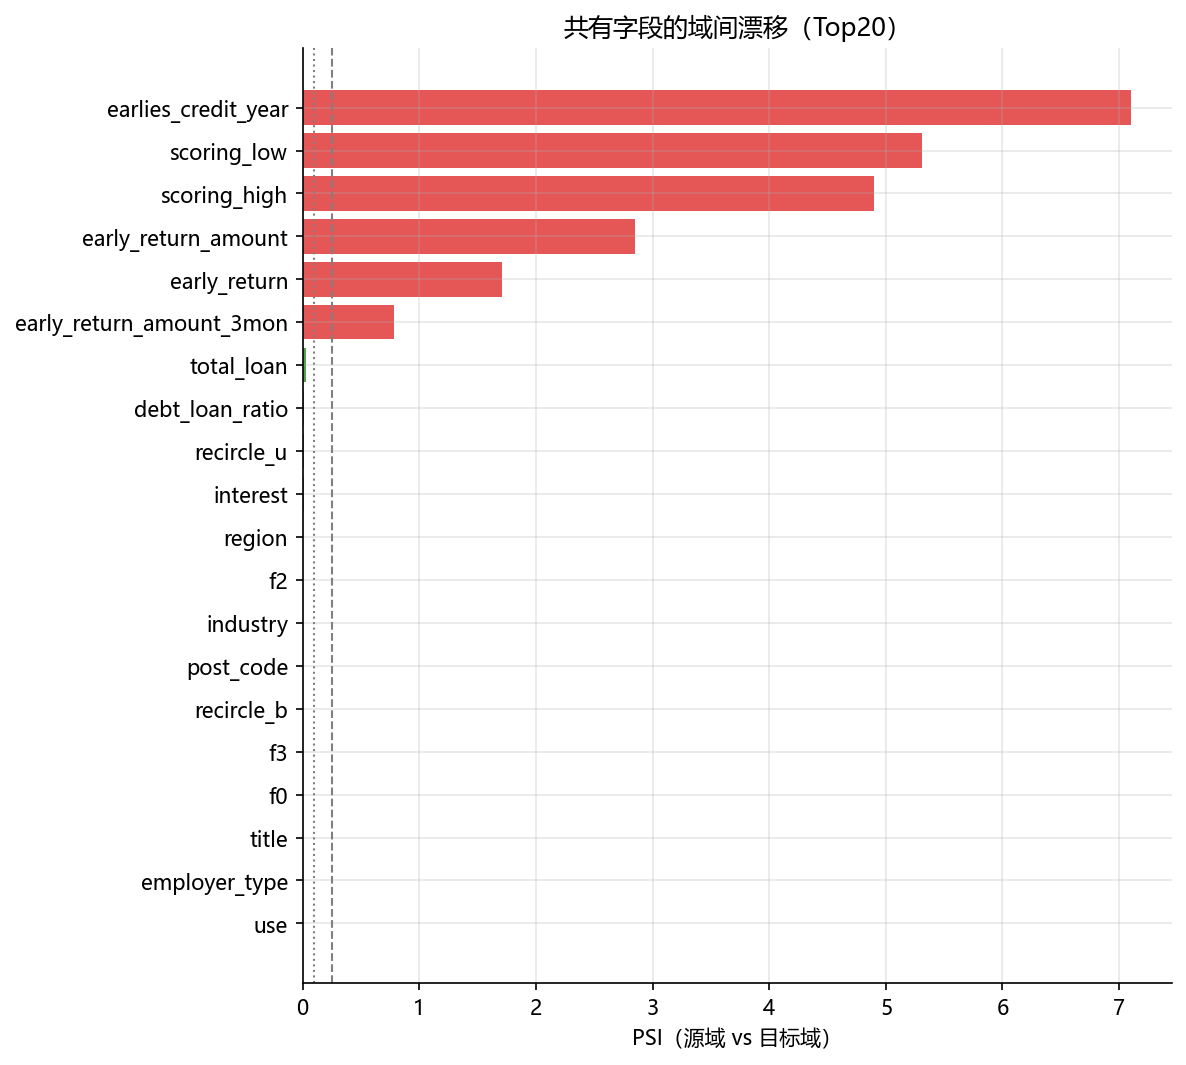 共有字段的域间漂移（Top20）
earlies_credit_year
scoring_low
scoring_high
early_return_amount
early_return
early_return_amount_3mon
total_loan
debt_loan_ratio
recircle_u
interest
region
f2
industry
post_code
recircle_b
f3
f0
title
employer_type
use
0 1 2 3 4 5 6 7
PSI（源域 vs 目标域）